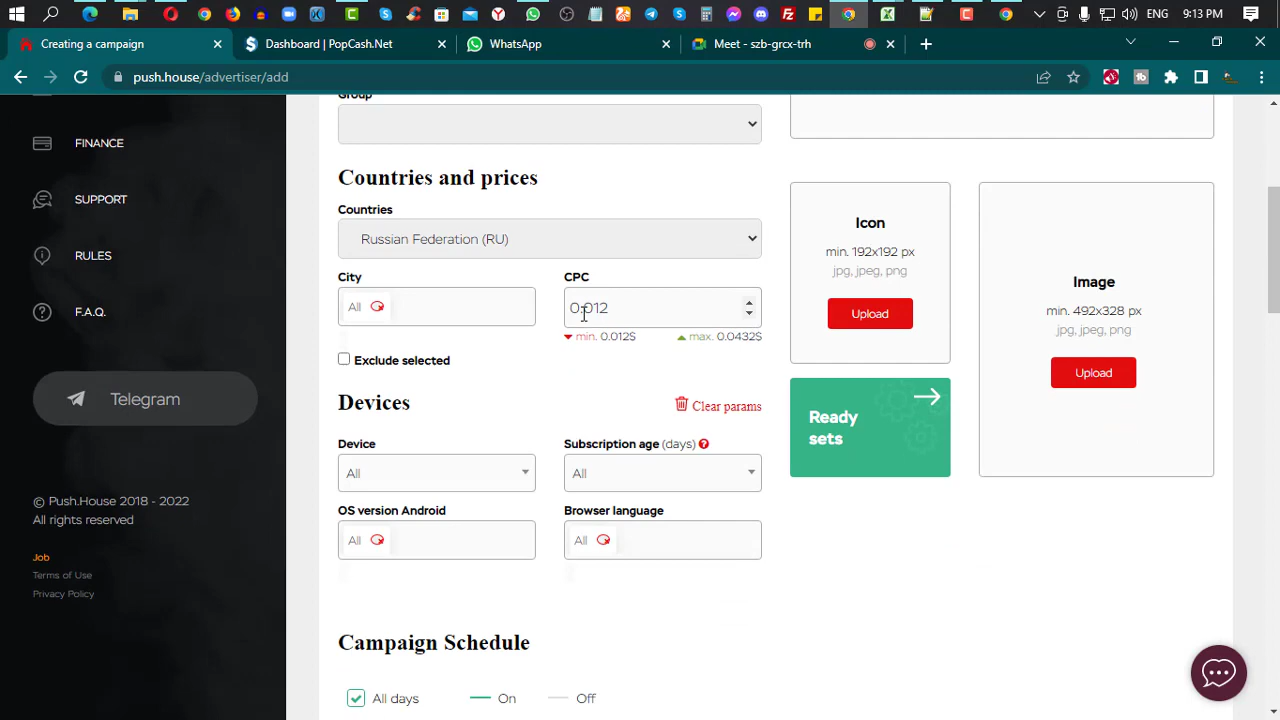 ENG 9:13 PM
Creating a campaign
Dashboard | PopCash.Net
WhatsApp
Meet - szb-grcx-trh
push.house/advertiser/add
FINANCE
SUPPORT
RULES
F.A.Q.
Telegram
© Push.House 2018 - 2022
All rights reserved
Job
Terms of Use
Privacy Policy
Group
Countries and prices
Countries
Russian Federation (RU)
City
CPC
All
0.012
min. 0.012$
max. 0.0432$
Exclude selected
Devices
Clear params
Device
Subscription age (days)
All
All
OS version Android
Browser language
All
All
Campaign Schedule
All days
On
Off
Icon
min. 192x192 px
jpg, jpeg, png
Upload
Ready
sets
Image
min. 492x328 px
jpg, jpeg, png
Upload